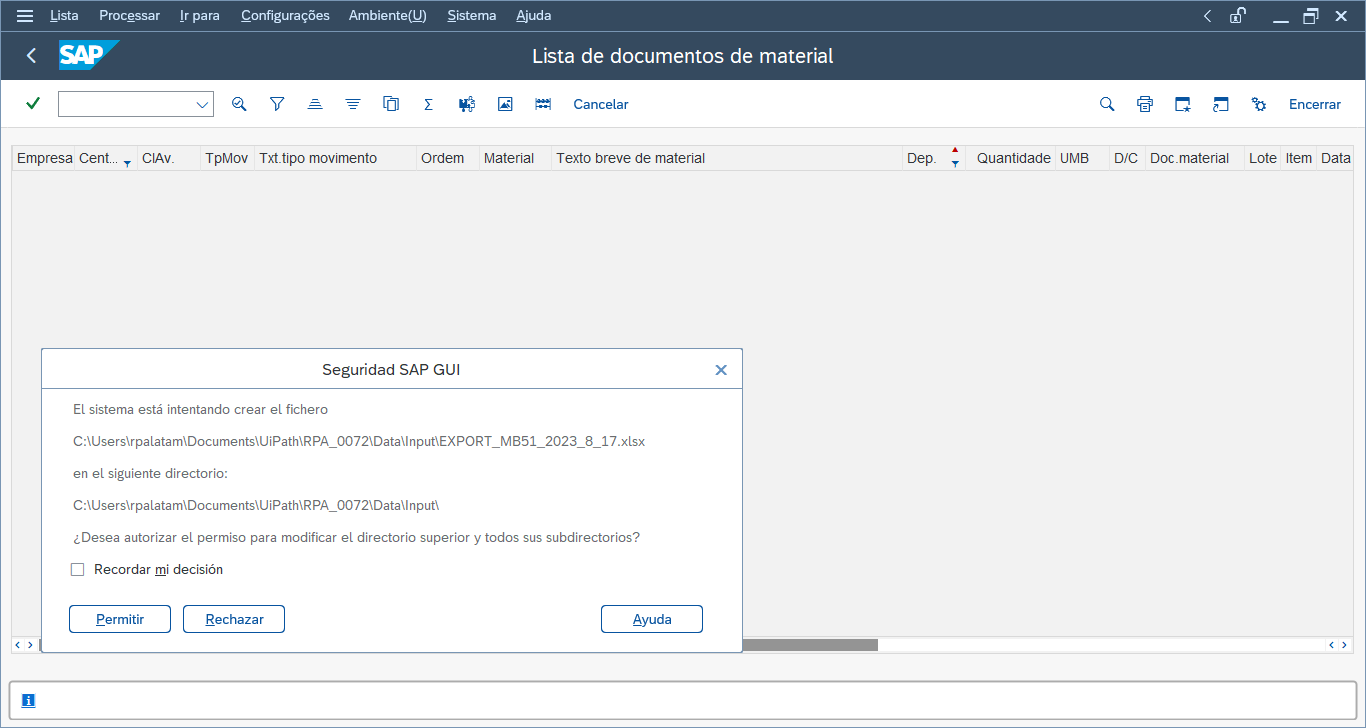 Lista Processar Ir para Configurações Ambiente(U) Sistema Ajuda
SAP Lista de documentos de material
Cancelar Encerrar
Empresa Cent... ClAv. TpMov Txt.tipo movimento Ordem Material Texto breve de material Dep. Quantidade UMB D/C Doc.material Lote Item Data
Seguridad SAP GUI
El sistema está intentando crear el fichero
C:\Users\rpalatam\Documents\UiPath\RPA_0072\Data\Input\EXPORT_MB51_2023_8_17.xlsx
en el siguiente directorio:
C:\Users\rpalatam\Documents\UiPath\RPA_0072\Data\Input\
¿Desea autorizar el permiso para modificar el directorio superior y todos sus subdirectorios?
Recordar mi decisión
Permitir Rechazar Ayuda